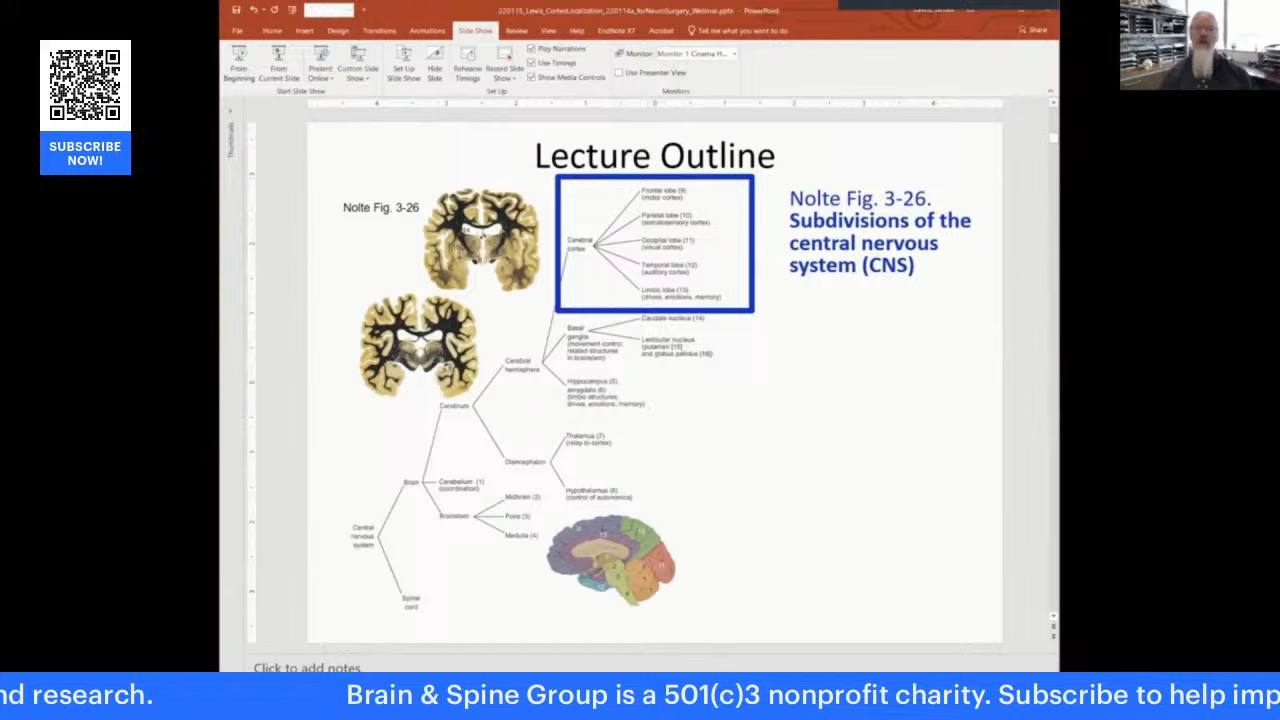 220115_Lewis_CortexLocalization_220114a_forNeuroSurgery_Webinar.pptx - PowerPoint
File Home Insert Design Transitions Animations Slide Show Review View Help EndNote X7 Acrobat Tell me what you want to do Share
From Beginning
From Current Slide
Present Online
Custom Slide Show
Start Slide Show
Set Up Slide Show
Hide Slide
Rehearse Timings
Record Slide Show
Play Narrations
Use Timings
Show Media Controls
Set Up
Monitor: Monitor 1 Cinema H...
Use Presenter View
Monitors
Thumbnails
SUBSCRIBE
NOW!
Lecture Outline
Nolte Fig. 3-26
Nolte Fig. 3-26.
Subdivisions of the
central nervous
system (CNS)
Cerebral
cortex
Frontal lobe (9)
(motor cortex)
Parietal lobe (10)
(somatosensory cortex)
Occipital lobe (11)
(visual cortex)
Temporal lobe (12)
(auditory cortex)
Limbic lobe (13)
(drives, emotions, memory)
Basal
ganglia
(movement control;
related structures
in brainstem)
Caudate nucleus (14)
Lenticular nucleus
(putamen [15]
and globus pallidus [16])
Cerebral
hemisphere
Hippocampus (5),
amygdala (6)
(limbic structures;
drives, emotions, memory)
Cerebrum
Thalamus (7)
(relay to cortex)
Diencephalon
Hypothalamus (8)
(control of autonomics)
Brain
Cerebellum (1)
(coordination)
Midbrain (2)
Brainstem
Pons (3)
Medulla (4)
Central
nervous
system
Spinal
cord
Click to add notes
nd research. Brain & Spine Group is a 501(c)3 nonprofit charity. Subscribe to help imp